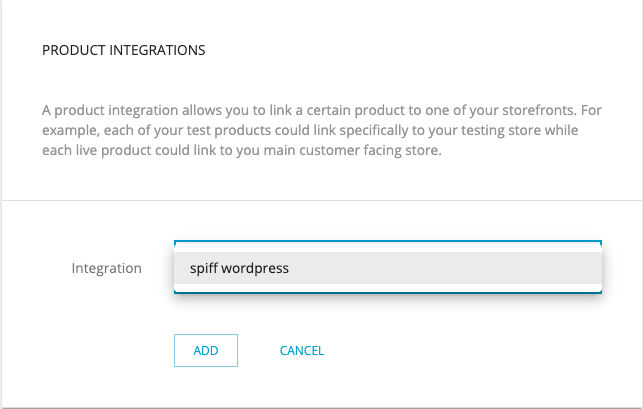 PRODUCT INTEGRATIONS
A product integration allows you to link a certain product to one of your storefronts. For
example, each of your test products could link specifically to your testing store while
each live product could link to you main customer facing store.
Integration
spiff wordpress
ADD
CANCEL